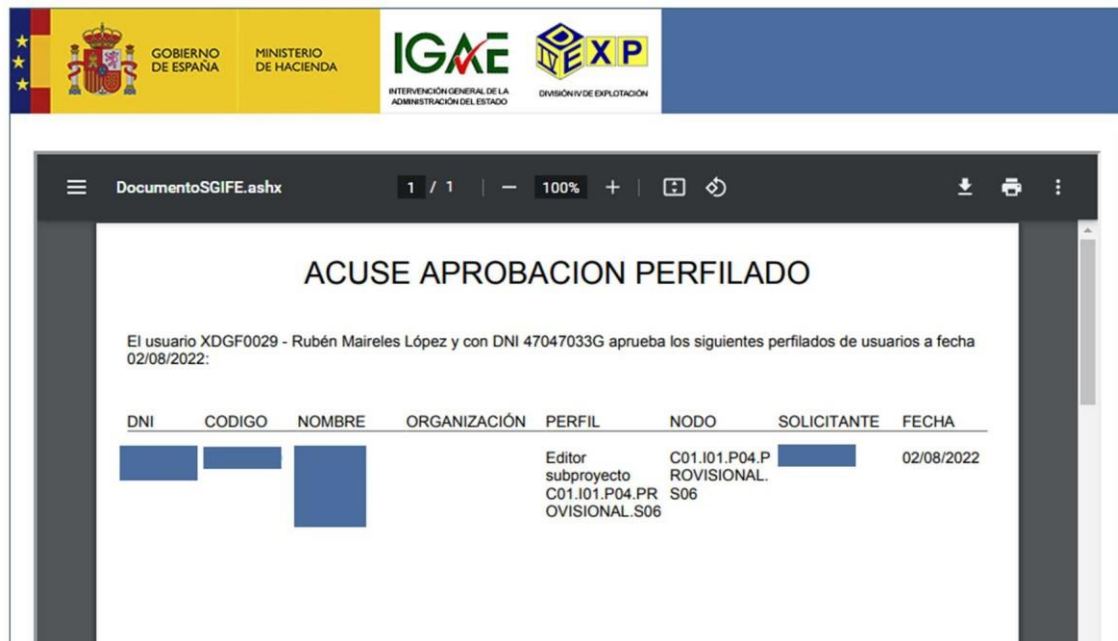 GOBIERNO
DE ESPAÑA
MINISTERIO
DE HACIENDA
IGAE
INTERVENCIÓN GENERAL DE LA
ADMINISTRACIÓN DEL ESTADO
DIV EXP
DIVISIÓN IV DE EXPLOTACIÓN
DocumentoSGIFE.ashx
1 / 1
100%
ACUSE APROBACION PERFILADO
El usuario XDGF0029 - Rubén Maireles López y con DNI 47047033G aprueba los siguientes perfilados de usuarios a fecha
02/08/2022:
DNI CODIGO NOMBRE ORGANIZACIÓN PERFIL NODO SOLICITANTE FECHA
Editor C01.I01.P04.P 02/08/2022
subproyecto ROVISIONAL.
C01.I01.P04.PR S06
OVISIONAL.S06